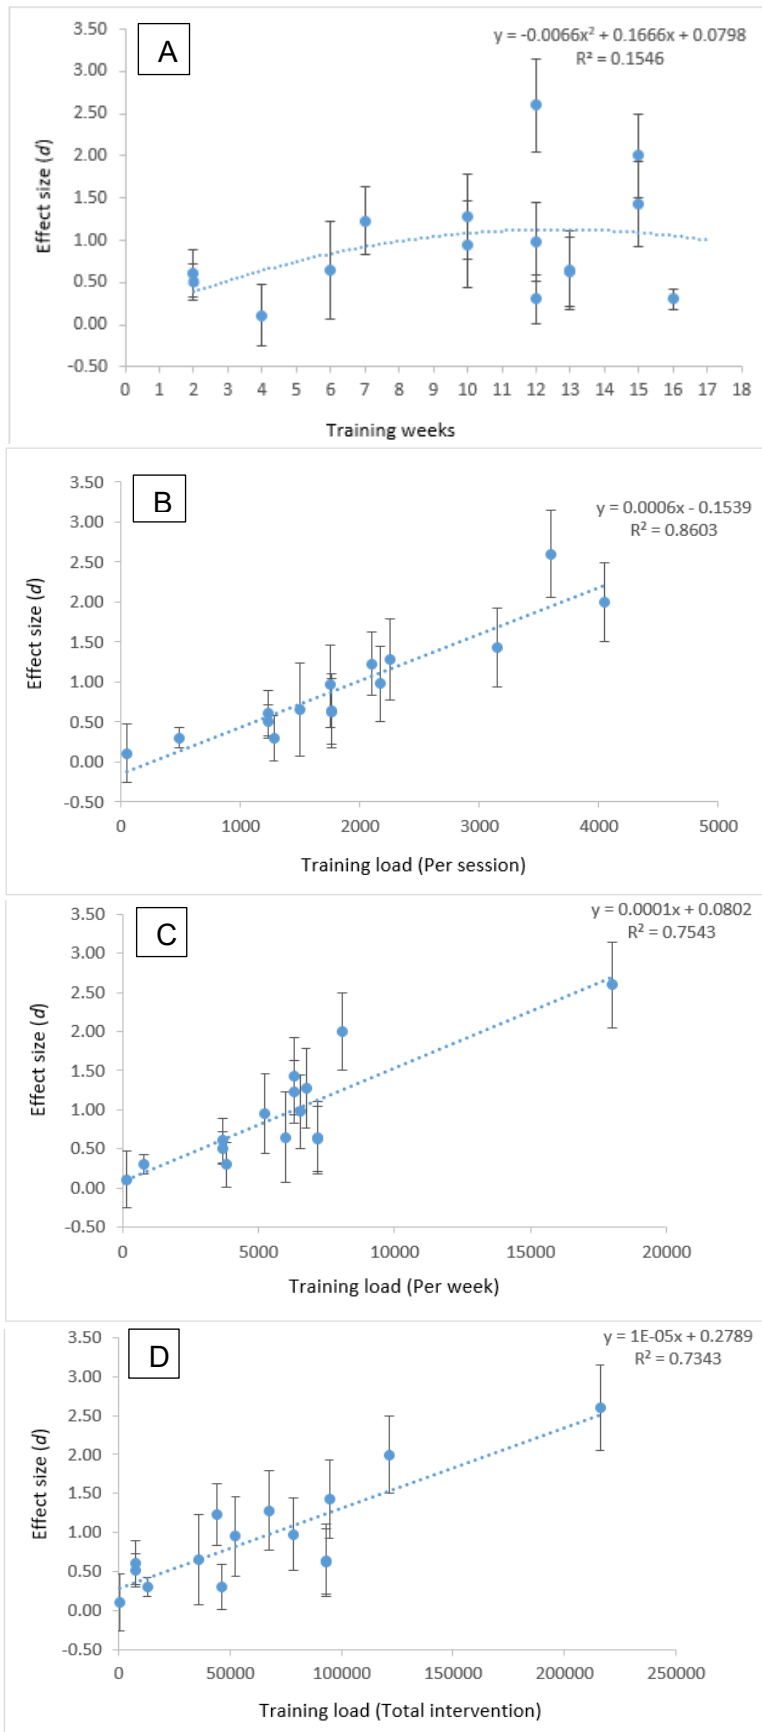 A
y = -0.0066x² + 0.1666x + 0.0798
R² = 0.1546
3.50
3.00
2.50
2.00
1.50
1.00
0.50
0.00
-0.50
Effect size (d)
0 1 2 3 4 5 6 7 8 9 10 11 12 13 14 15 16 17 18
Training weeks
B
y = 0.0006x - 0.1539
R² = 0.8603
3.50
3.00
2.50
2.00
1.50
1.00
0.50
0.00
-0.50
Effect size (d)
0 1000 2000 3000 4000 5000
Training load (Per session)
C
y = 0.0001x + 0.0802
R² = 0.7543
3.50
3.00
2.50
2.00
1.50
1.00
0.50
0.00
-0.50
Effect size (d)
0 5000 10000 15000 20000
Training load (Per week)
D
y = 1E-05x + 0.2789
R² = 0.7343
3.50
3.00
2.50
2.00
1.50
1.00
0.50
0.00
-0.50
Effect size (d)
0 50000 100000 150000 200000 250000
Training load (Total intervention)